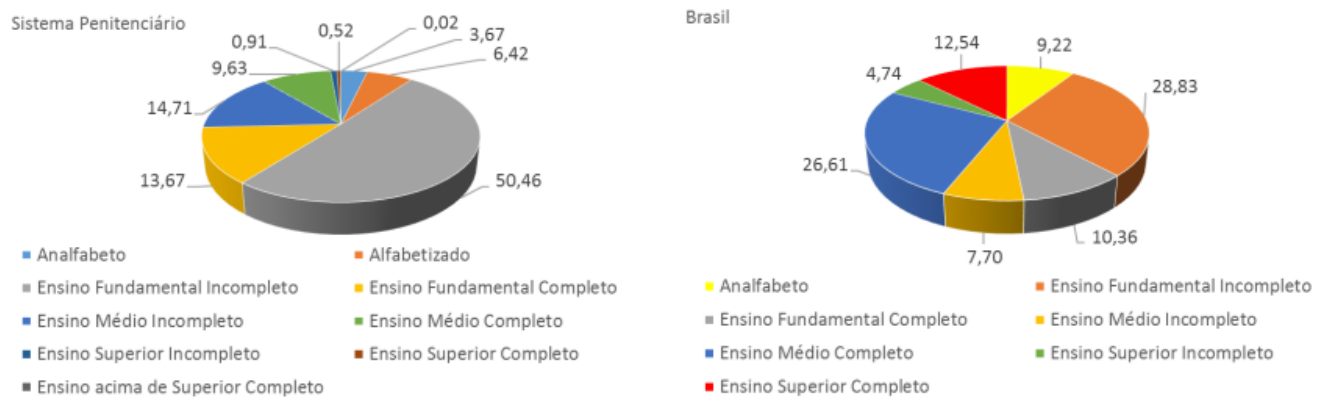 Sistema Penitenciário
0,91
0,52
0,02
3,67
6,42
9,63
14,71
13,67
50,46
Analfabeto
Alfabetizado
Ensino Fundamental Incompleto
Ensino Fundamental Completo
Ensino Médio Incompleto
Ensino Médio Completo
Ensino Superior Incompleto
Ensino Superior Completo
Ensino acima de Superior Completo
Brasil
12,54
9,22
4,74
28,83
26,61
10,36
7,70
Analfabeto
Ensino Fundamental Incompleto
Ensino Fundamental Completo
Ensino Médio Incompleto
Ensino Médio Completo
Ensino Superior Incompleto
Ensino Superior Completo